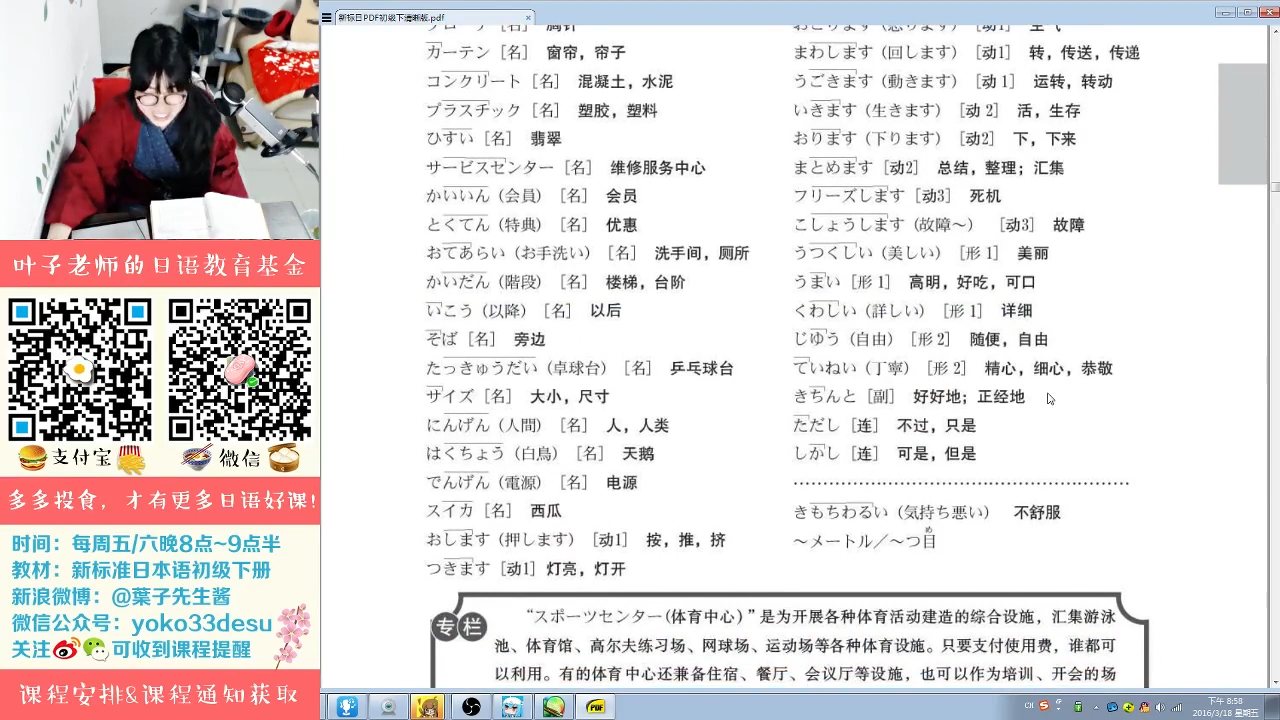 新标日PDF初级下清晰版.pdf
叶子老师的日语教育基金
支付宝
微信
多多投食，才有更多日语好课!
时间：每周五/六晚8点~9点半
教材：新标准日本语初级下册
新浪微博：@葉子先生酱
微信公众号：yoko33desu
关注 可收到课程提醒
课程安排&课程通知获取
カーテン［名］ 窗帘，帘子
コンクリート［名］ 混凝土，水泥
プラスチック［名］ 塑胶，塑料
ひすい［名］ 翡翠
サービスセンター［名］ 维修服务中心
かいいん（会員）［名］ 会员
とくてん（特典）［名］ 优惠
おてあらい（お手洗い）［名］ 洗手间，厕所
かいだん（階段）［名］ 楼梯，台阶
いこう（以降）［名］ 以后
そば［名］ 旁边
たっきゅうだい（卓球台）［名］ 乒乓球台
サイズ［名］ 大小，尺寸
にんげん（人間）［名］ 人，人类
はくちょう（白鳥）［名］ 天鹅
でんげん（電源）［名］ 电源
スイカ［名］ 西瓜
おします（押します）［动1］ 按，推，挤
つきます［动1］ 灯亮，灯开
まわします（回します）［动1］ 转，传送，传递
うごきます（動きます）［动1］ 运转，转动
いきます（生きます）［动2］ 活，生存
おります（下ります）［动2］ 下，下来
まとめます［动2］ 总结，整理；汇集
フリーズします［动3］ 死机
こしょうします（故障～）［动3］ 故障
うつくしい（美しい）［形1］ 美丽
うまい［形1］ 高明，好吃，可口
くわしい（詳しい）［形1］ 详细
じゆう（自由）［形2］ 随便，自由
ていねい（丁寧）［形2］ 精心，细心，恭敬
きちんと［副］ 好好地；正经地
ただし［连］ 不过，只是
しかし［连］ 可是，但是
きもちわるい（気持ち悪い） 不舒服
め
～メートル／～つ目
专栏
“スポーツセンター(体育中心)”是为开展各种体育活动建造的综合设施，汇集游泳
池、体育馆、高尔夫练习场、网球场、运动场等各种体育设施。只要支付使用费，谁都可
以利用。有的体育中心还兼备住宿、餐厅、会议厅等设施，也可以作为培训、开会的场
PDF
CH
下午 8:58
2016/3/18 星期五